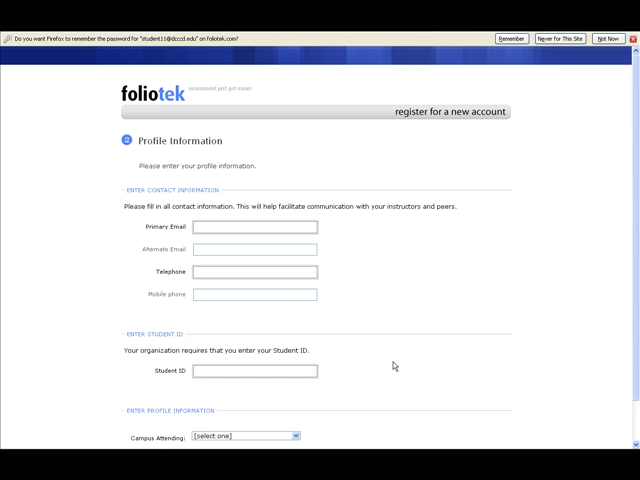 Do you want Firefox to remember the password for "student11@dcccd.edu" on foliotek.com? Remember Never for This Site Not Now
foliotek assessment just got easier
register for a new account
2 Profile Information
Please enter your profile information.
ENTER CONTACT INFORMATION
Please fill in all contact information. This will help facilitate communication with your instructors and peers.
Primary Email
Alternate Email
Telephone
Mobile phone
ENTER STUDENT ID
Your organization requires that you enter your Student ID.
Student ID
ENTER PROFILE INFORMATION
Campus Attending: [select one]